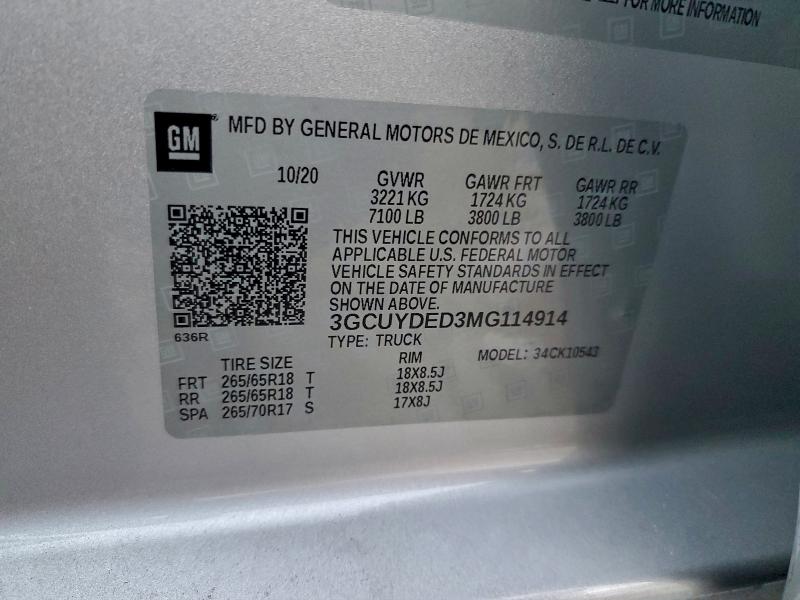 FOR MORE INFORMATION
GM
MFD BY GENERAL MOTORS DE MEXICO, S. DE R.L. DE C.V.
10/20 GVWR GAWR FRT GAWR RR
3221 KG 1724 KG 1724 KG
7100 LB 3800 LB 3800 LB
THIS VEHICLE CONFORMS TO ALL
APPLICABLE U.S. FEDERAL MOTOR
VEHICLE SAFETY STANDARDS IN EFFECT
ON THE DATE OF MANUFACTURE
SHOWN ABOVE.
3GCUYDED3MG114914
636R
TYPE: TRUCK
TIRE SIZE RIM MODEL: 34CK10543
FRT 265/65R18 T 18X8.5J
RR 265/65R18 T 18X8.5J
SPA 265/70R17 S 17X8J